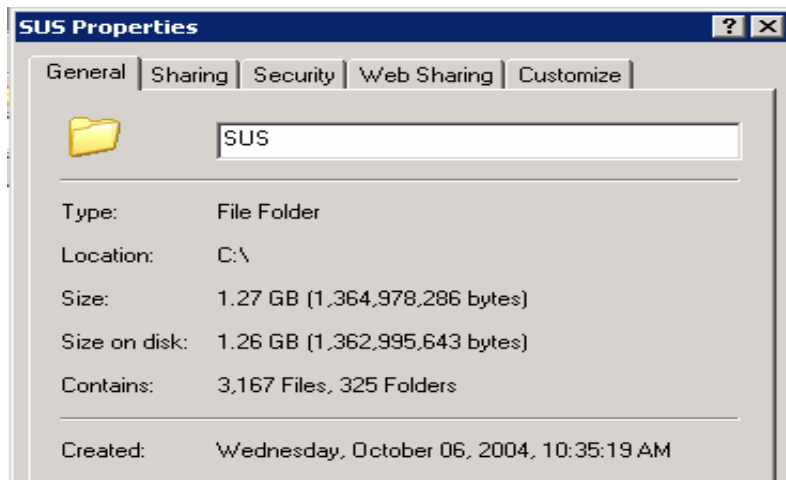 SUS Properties
General Sharing Security Web Sharing Customize
SUS
Type: File Folder
Location: C:\
Size: 1.27 GB (1,364,978,286 bytes)
Size on disk: 1.26 GB (1,362,995,643 bytes)
Contains: 3,167 Files, 325 Folders
Created: Wednesday, October 06, 2004, 10:35:19 AM